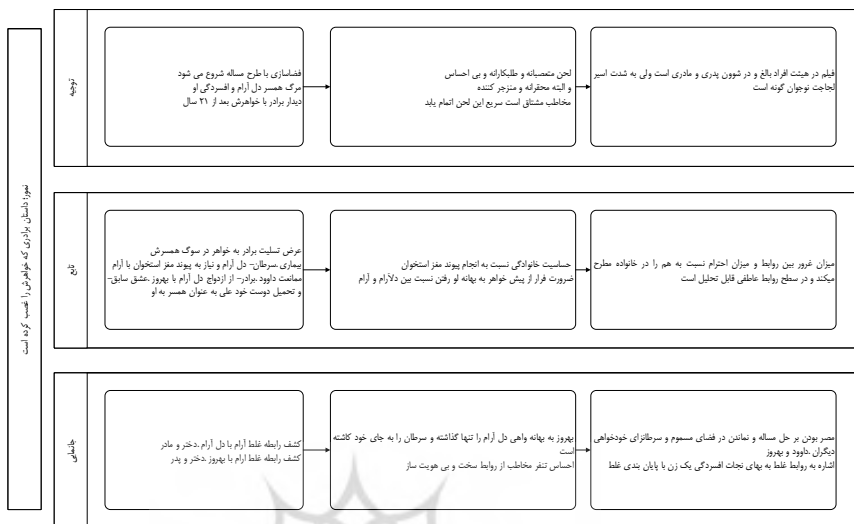 تمور؛ داستان برادری که خواهرش را غصب کرده است
توجیه
فضاسازی با طرح مساله شروع می شود
مرگ همسر دل آرام و افسردگی او
دیدار برادر با خواهرش بعد از ۲۱ سال
لحن متعصبانه و طلبکارانه و بی احساس
و البته محقرانه و منزجر کننده
مخاطب مشتاق است سریع این لحن اتمام یابد
فیلم در هیئت افراد بالغ و در شوون پدری و مادری است ولی به شدت اسیر
لجاجت نوجوان گونه است
تابع
عرض تسلیت برادر به خواهر در سوگ همسرش
بیماری -سرطان- دل آرام و نیاز به پیوند مغز استخوان با آرام
ممانعت داوود -برادر- از ازدواج دل آرام با بهروز -عشق سابق-
و تحمیل دوست خود علی به عنوان همسر به او
حساسیت خانوادگی نسبت به انجام پیوند مغز استخوان
ضرورت فرار از پیش خواهر به بهانه او رفتن نسبت بین دلآرام و آرام
میزان غرور بین روابط و میزان احترام نسبت به هم را در خانواده مطرح
میکند و در سطح روابط عاطفی قابل تحلیل است
جانمایی
کشف رابطه غلط آرام با دل آرام -دختر و مادر
کشف رابطه غلط ارام با بهروز -دختر و پدر
بهروز به بهانه واهی دل آرام را تنها گذاشته و سرطان را به جای خود کاشته
است
احساس تنفر مخاطب از روابط سخت و بی هویت ساز
مصر بودن بر حل مساله و نماندن در فضای مسموم و سرطانزای خودخواهی
دیگران -داوود و بهروز
اشاره به روابط غلط به بهای نجات افسردگی یک زن با پایان بندی غلط